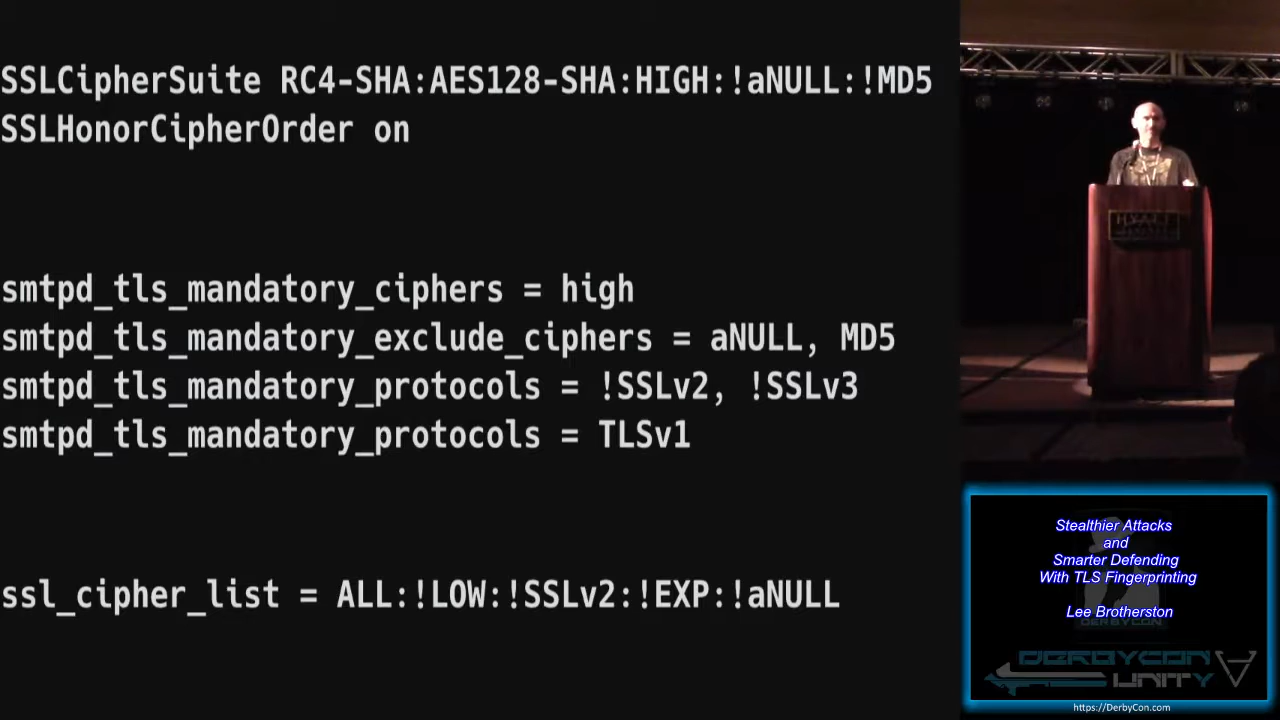 SSLCipherSuite RC4-SHA:AES128-SHA:HIGH:!aNULL:!MD5
SSLHonorCipherOrder on
smtpd_tls_mandatory_ciphers = high
smtpd_tls_mandatory_exclude_ciphers = aNULL, MD5
smtpd_tls_mandatory_protocols = !SSLv2, !SSLv3
smtpd_tls_mandatory_protocols = TLSv1
ssl_cipher_list = ALL:!LOW:!SSLv2:!EXP:!aNULL
HYATT
Stealthier Attacks
and
Smarter Defending
With TLS Fingerprinting
Lee Brotherston
DERBYCON
DERBYCON
UNITY
https://DerbyCon.com